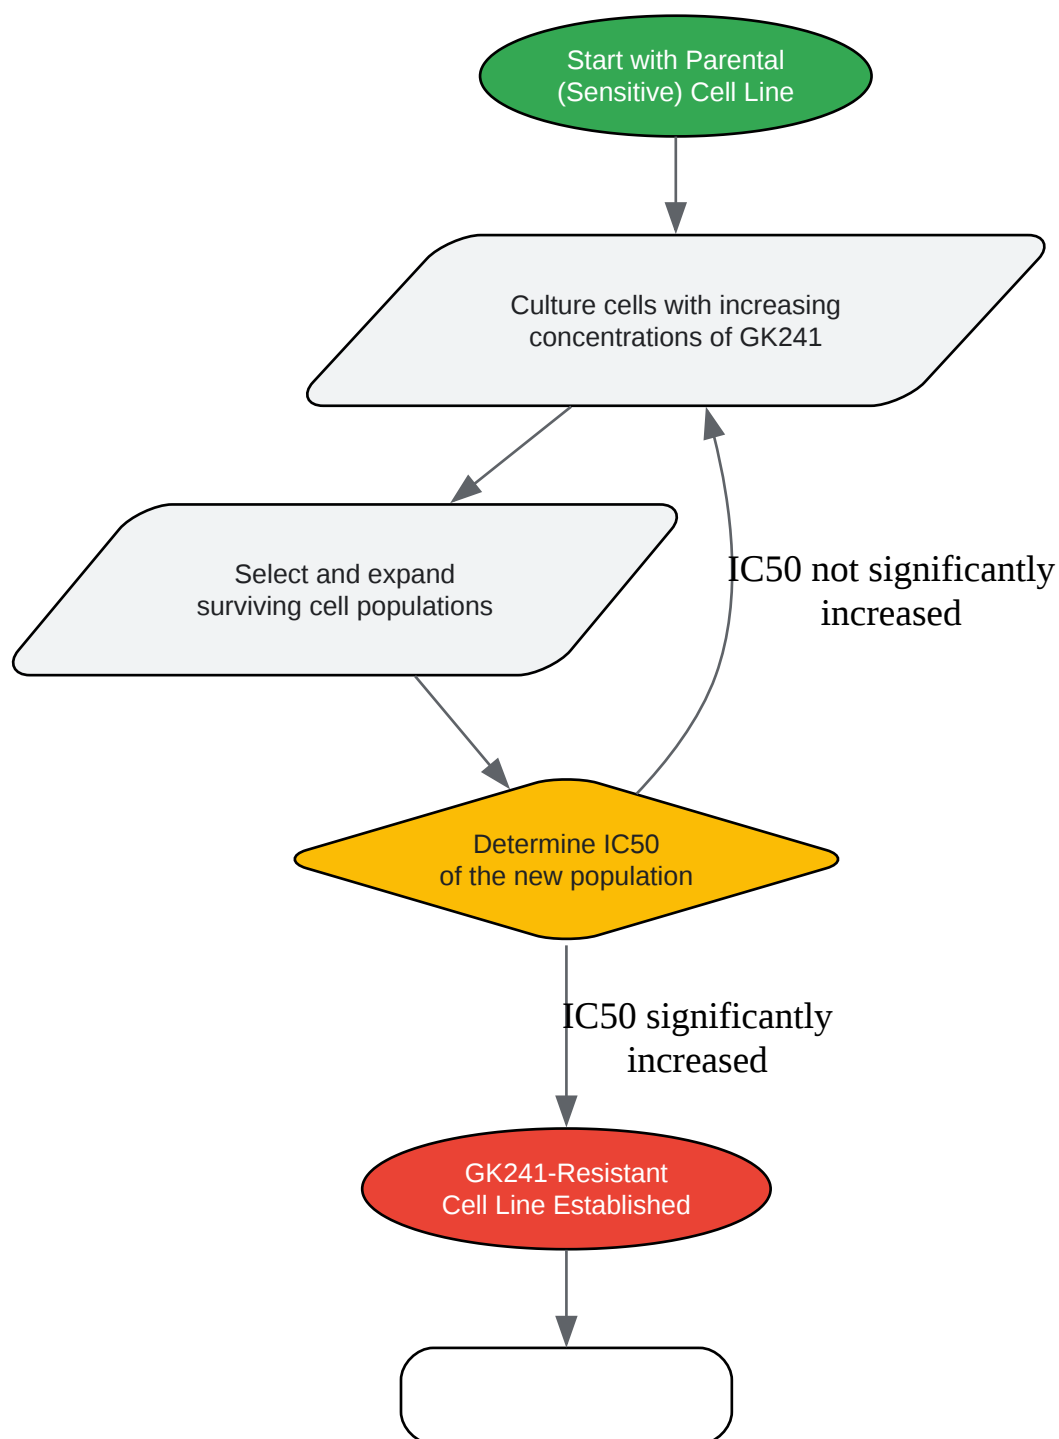 Start with Parental
(Sensitive) Cell Line
Culture cells with increasing
concentrations of GK241
Select and expand
surviving cell populations
IC50 not significantly
increased
Determine IC50
of the new population
IC50 significantly
increased
GK241-Resistant
Cell Line Established